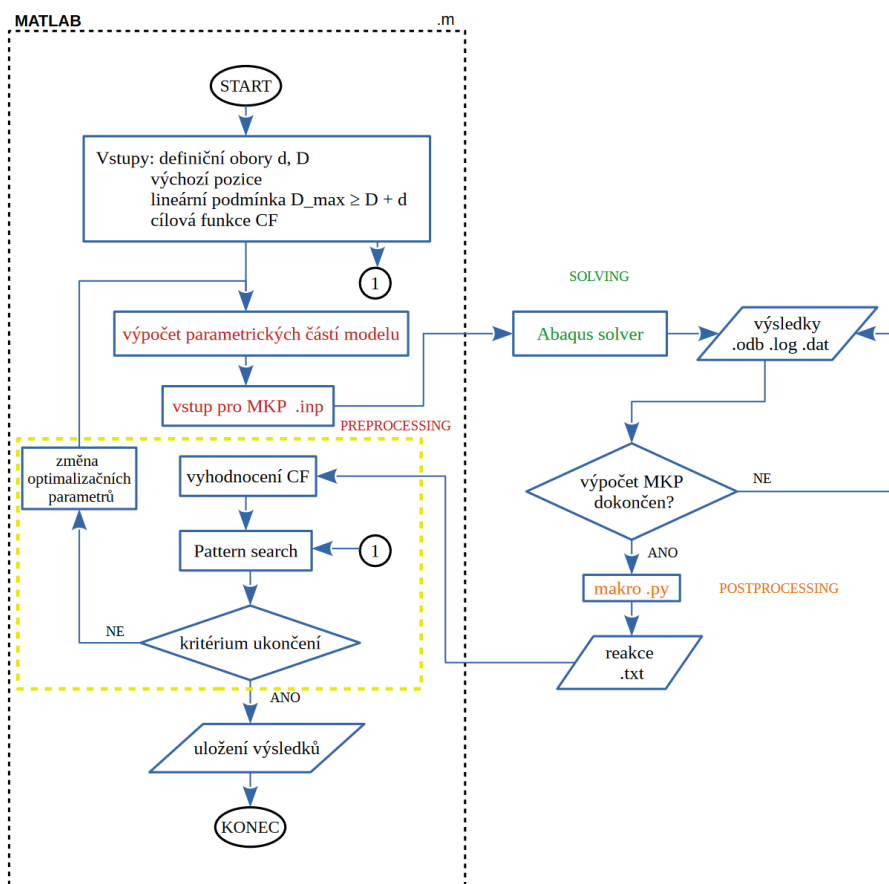 MATLAB
.m
START
Vstupy: definiční obory d, D
výchozí pozice
lineární podmínka D_max ≥ D + d
cílová funkce CF
1
výpočet parametrických částí modelu
vstup pro MKP .inp
PREPROCESSING
SOLVING
Abaqus solver
výsledky
.odb .log .dat
výpočet MKP
dokončen?
NE
ANO
makro .py
POSTPROCESSING
reakce
.txt
změna
optimalizačních
parametrů
vyhodnocení CF
Pattern search
1
kritérium ukončení
NE
ANO
uložení výsledků
KONEC